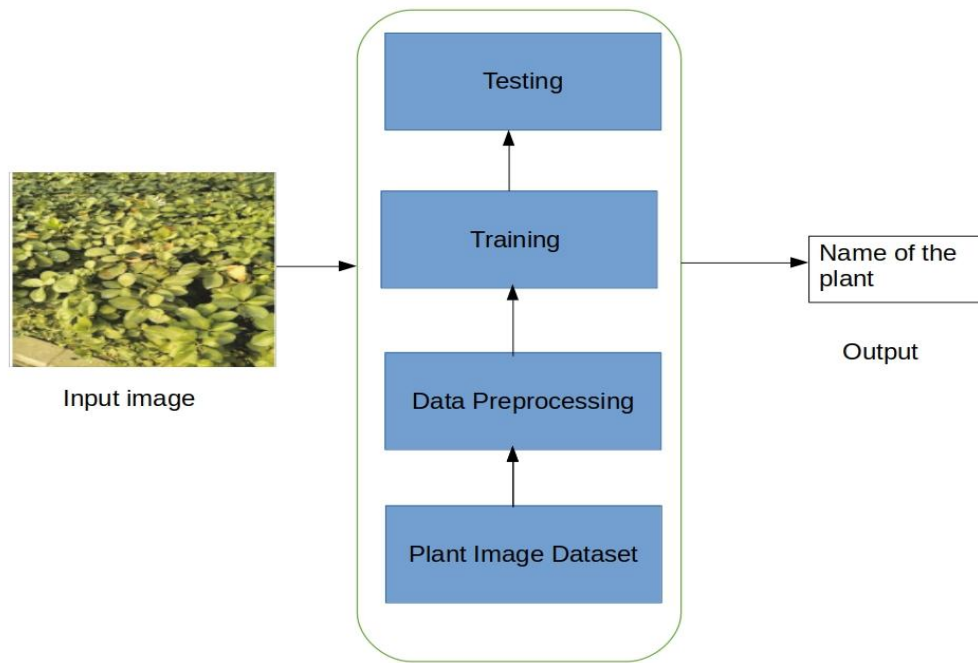 Testing
Training
Name of the
plant
Output
Input image
Data Preprocessing
Plant Image Dataset